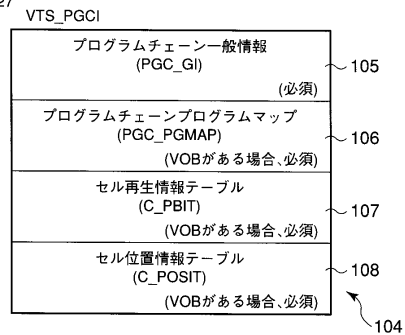 27
VTS_PGCI
プログラムチェーン一般情報
(PGC_GI)
(必須)
105
プログラムチェーンプログラムマップ
(PGC_PGMAP)
(VOBがある場合、必須)
106
セル再生情報テーブル
(C_PBIT)
(VOBがある場合、必須)
107
セル位置情報テーブル
(C_POSIT)
(VOBがある場合、必須)
108
104